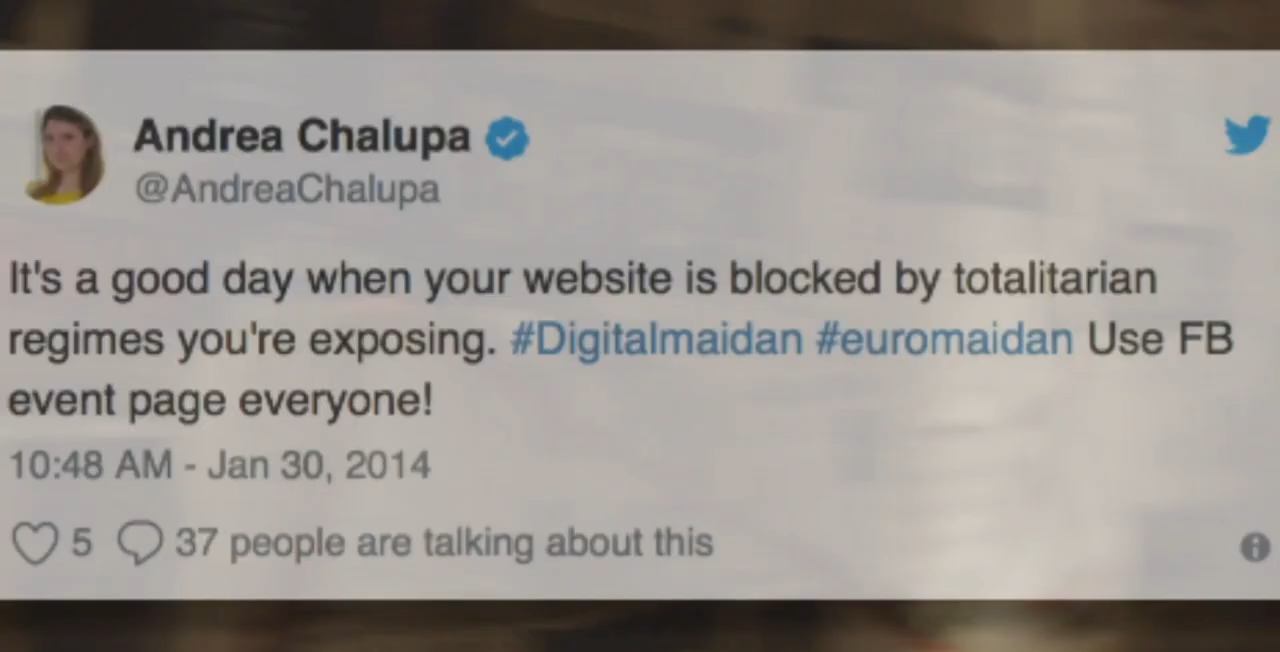 Andrea Chalupa
@AndreaChalupa
It's a good day when your website is blocked by totalitarian
regimes you're exposing. #Digitalmaidan #euromaidan Use FB
event page everyone!
10:48 AM - Jan 30, 2014
5 37 people are talking about this